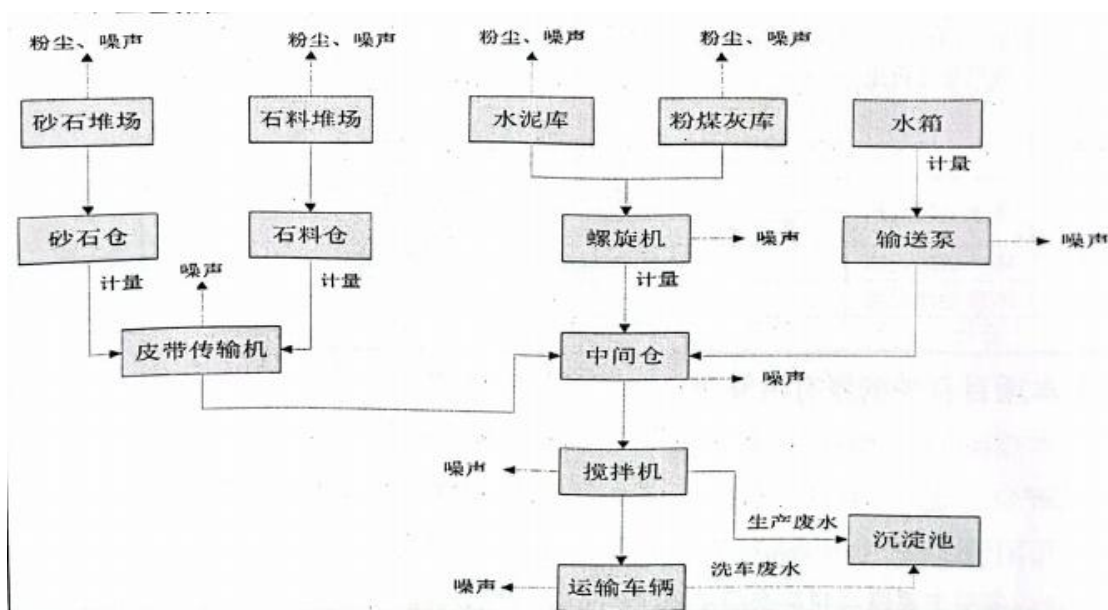 粉尘、噪声 粉尘、噪声 粉尘、噪声 粉尘、噪声
砂石堆场 石料堆场 水泥库 粉煤灰库 水箱
计量
砂石仓 石料仓 螺旋机 噪声 输送泵 噪声
噪声 计量 计量 计量
皮带传输机 中间仓
噪声
噪声 搅拌机
生产废水 沉淀池
洗车废水
噪声 运输车辆